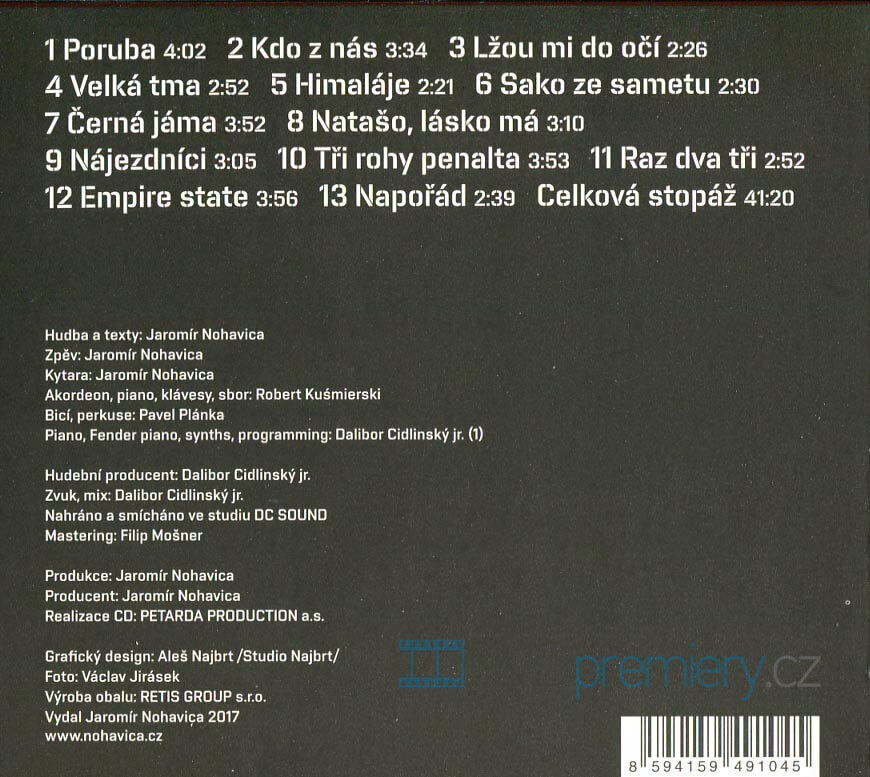 1 Poruba 4:02 2 Kdo z nás 3:34 3 Lžou mi do očí 2:26
4 Velká tma 2:52 5 Himaláje 2:21 6 Sako ze sametu 2:30
7 Černá jáma 3:52 8 Natašo, lásko má 3:10
9 Nájezdníci 3:05 10 Tři rohy penalta 3:53 11 Raz dva tři 2:52
12 Empire state 3:56 13 Napořád 2:39 Celková stopáž 41:20
Hudba a texty: Jaromír Nohavica
Zpěv: Jaromír Nohavica
Kytara: Jaromír Nohavica
Akordeon, piano, klávesy, sbor: Robert Kuśmierski
Bicí, perkuse: Pavel Plánka
Piano, Fender piano, synths, programming: Dalibor Cidlinský jr. (1)
Hudební producent: Dalibor Cidlinský jr.
Zvuk, mix: Dalibor Cidlinský jr.
Nahráno a smícháno ve studiu DC SOUND
Mastering: Filip Mošner
Produkce: Jaromír Nohavica
Producent: Jaromír Nohavica
Realizace CD: PETARDA PRODUCTION a.s.
Grafický design: Aleš Najbrt /Studio Najbrt/
Foto: Václav Jirásek
Výroba obalu: RETIS GROUP s.r.o.
Vydal Jaromír Nohavica 2017
www.nohavica.cz
premiery.cz
8 594159 491045